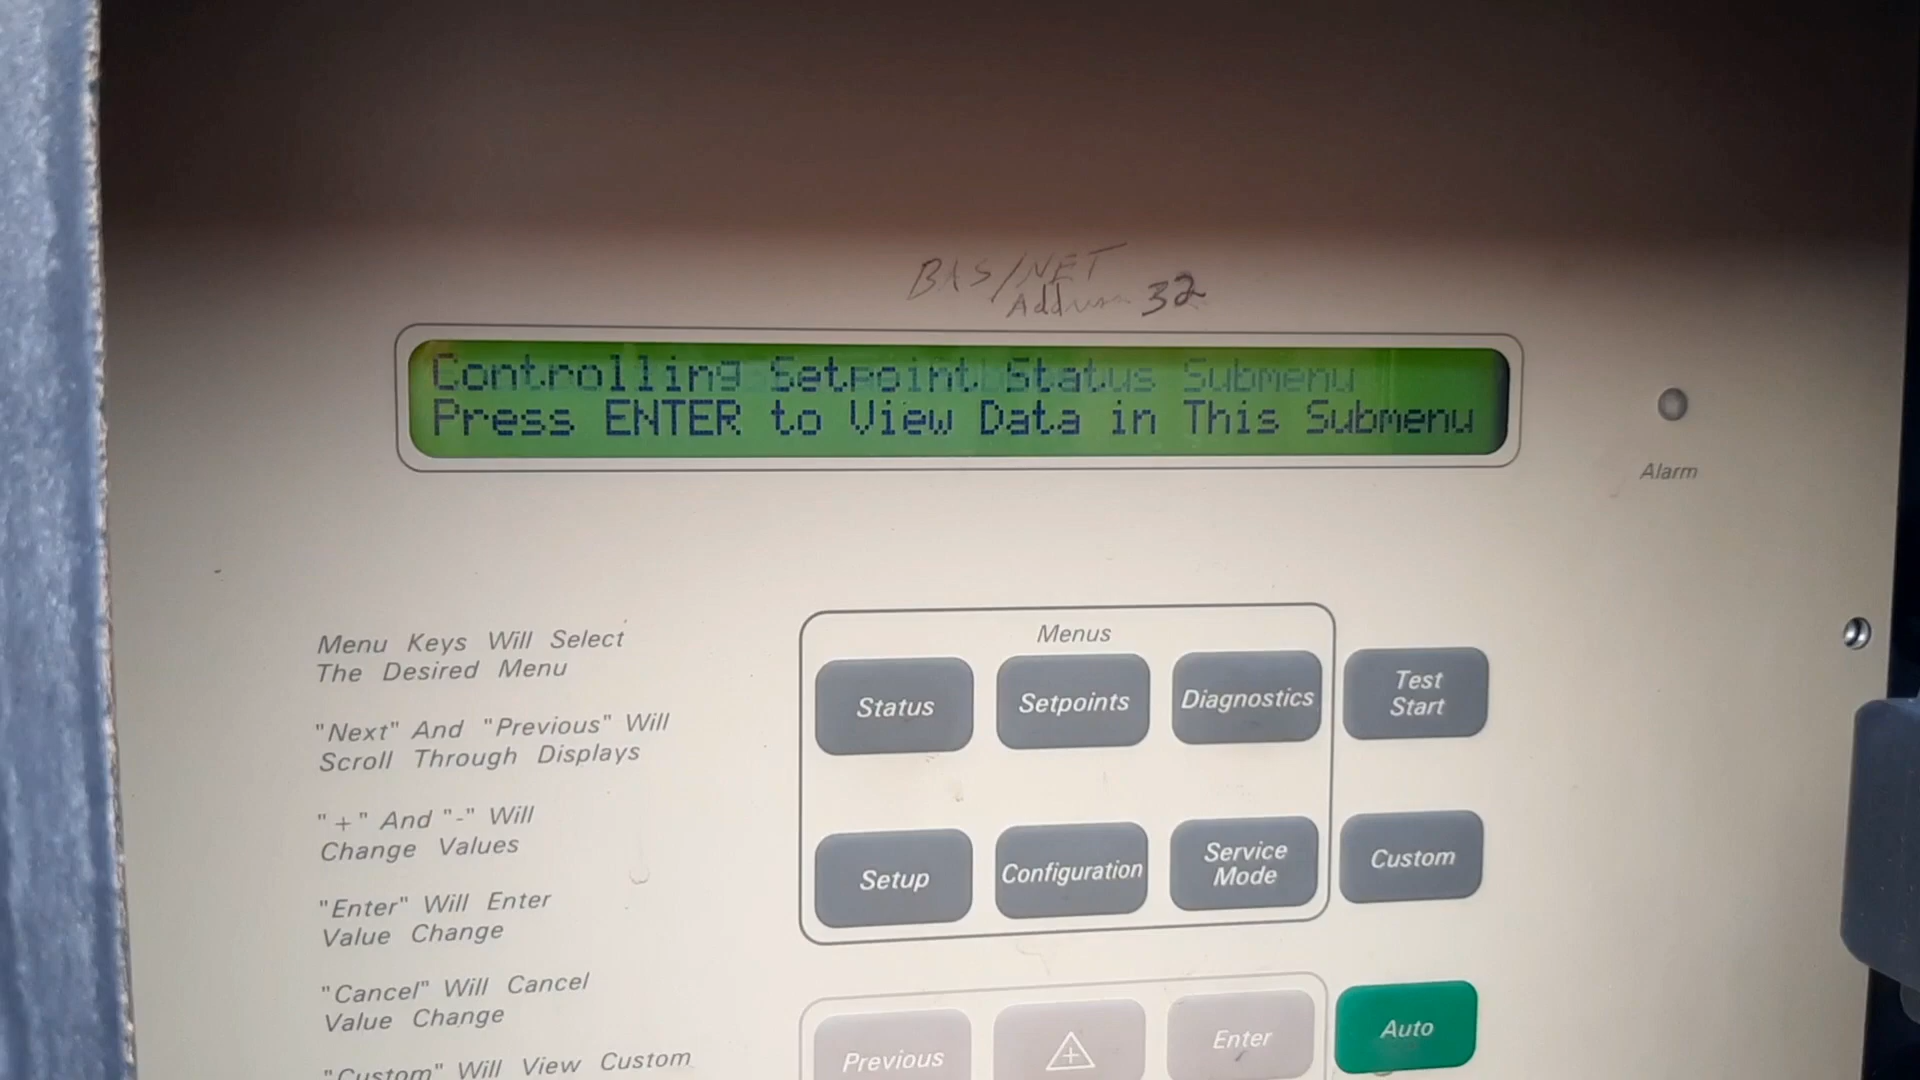 BAS/NET
Address 32
Controlling Setpoint Status Submenu
Press ENTER to View Data in This Submenu
Alarm
Menu Keys Will Select
The Desired Menu
"Next" And "Previous" Will
Scroll Through Displays
"+" And "-" Will
Change Values
"Enter" Will Enter
Value Change
"Cancel" Will Cancel
Value Change
"Custom" Will View Custom
Menus
Status
Setpoints
Diagnostics
Test
Start
Setup
Configuration
Service
Mode
Custom
Previous
+
Enter
Auto